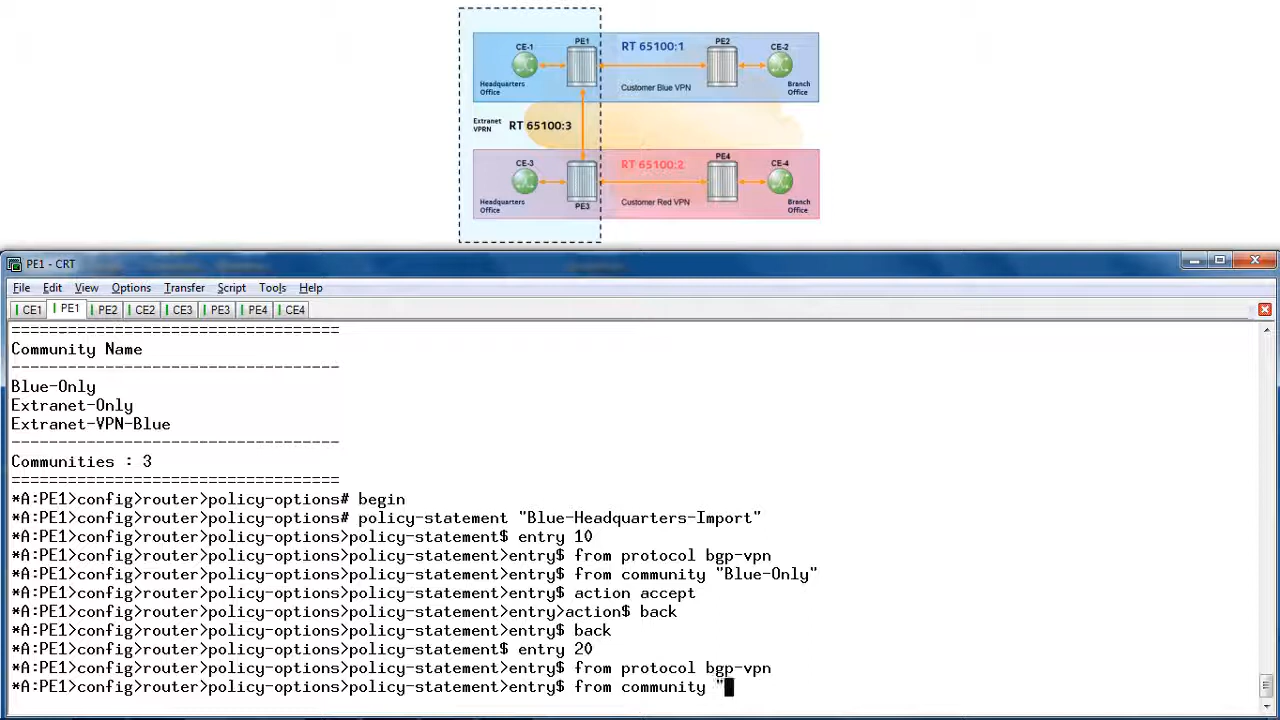 CE-1
PE1
RT 65100:1
PE2
CE-2
Headquarters
Office
Customer Blue VPN
Branch
Office
Extranet
VPRN
RT 65100:3
CE-3
RT 65100:2
PE4
CE-4
Headquarters
Office
PE3
Customer Red VPN
Branch
Office
PE1 - CRT
File Edit View Options Transfer Script Tools Help
CE1 PE1 PE2 CE2 CE3 PE3 PE4 CE4
===================================
Community Name
-----------------------------------
Blue-Only
Extranet-Only
Extranet-VPN-Blue
-----------------------------------
Communities : 3
===================================
*A:PE1>config>router>policy-options# begin
*A:PE1>config>router>policy-options# policy-statement "Blue-Headquarters-Import"
*A:PE1>config>router>policy-options>policy-statement$ entry 10
*A:PE1>config>router>policy-options>policy-statement>entry$ from protocol bgp-vpn
*A:PE1>config>router>policy-options>policy-statement>entry$ from community "Blue-Only"
*A:PE1>config>router>policy-options>policy-statement>entry$ action accept
*A:PE1>config>router>policy-options>policy-statement>entry>action$ back
*A:PE1>config>router>policy-options>policy-statement>entry$ back
*A:PE1>config>router>policy-options>policy-statement$ entry 20
*A:PE1>config>router>policy-options>policy-statement>entry$ from protocol bgp-vpn
*A:PE1>config>router>policy-options>policy-statement>entry$ from community "